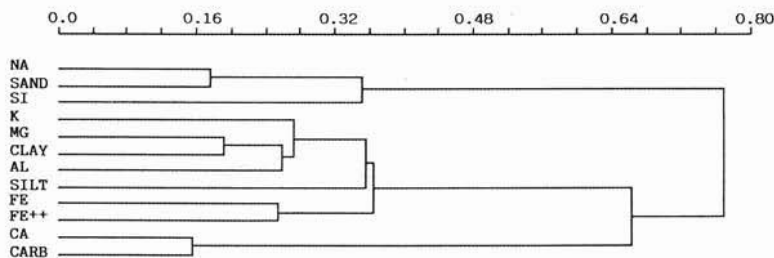 0.0 0.16 0.32 0.48 0.64 0.80
NA
SAND
SI
K
MG
CLAY
AL
SILT
FE
FE++
CA
CARB